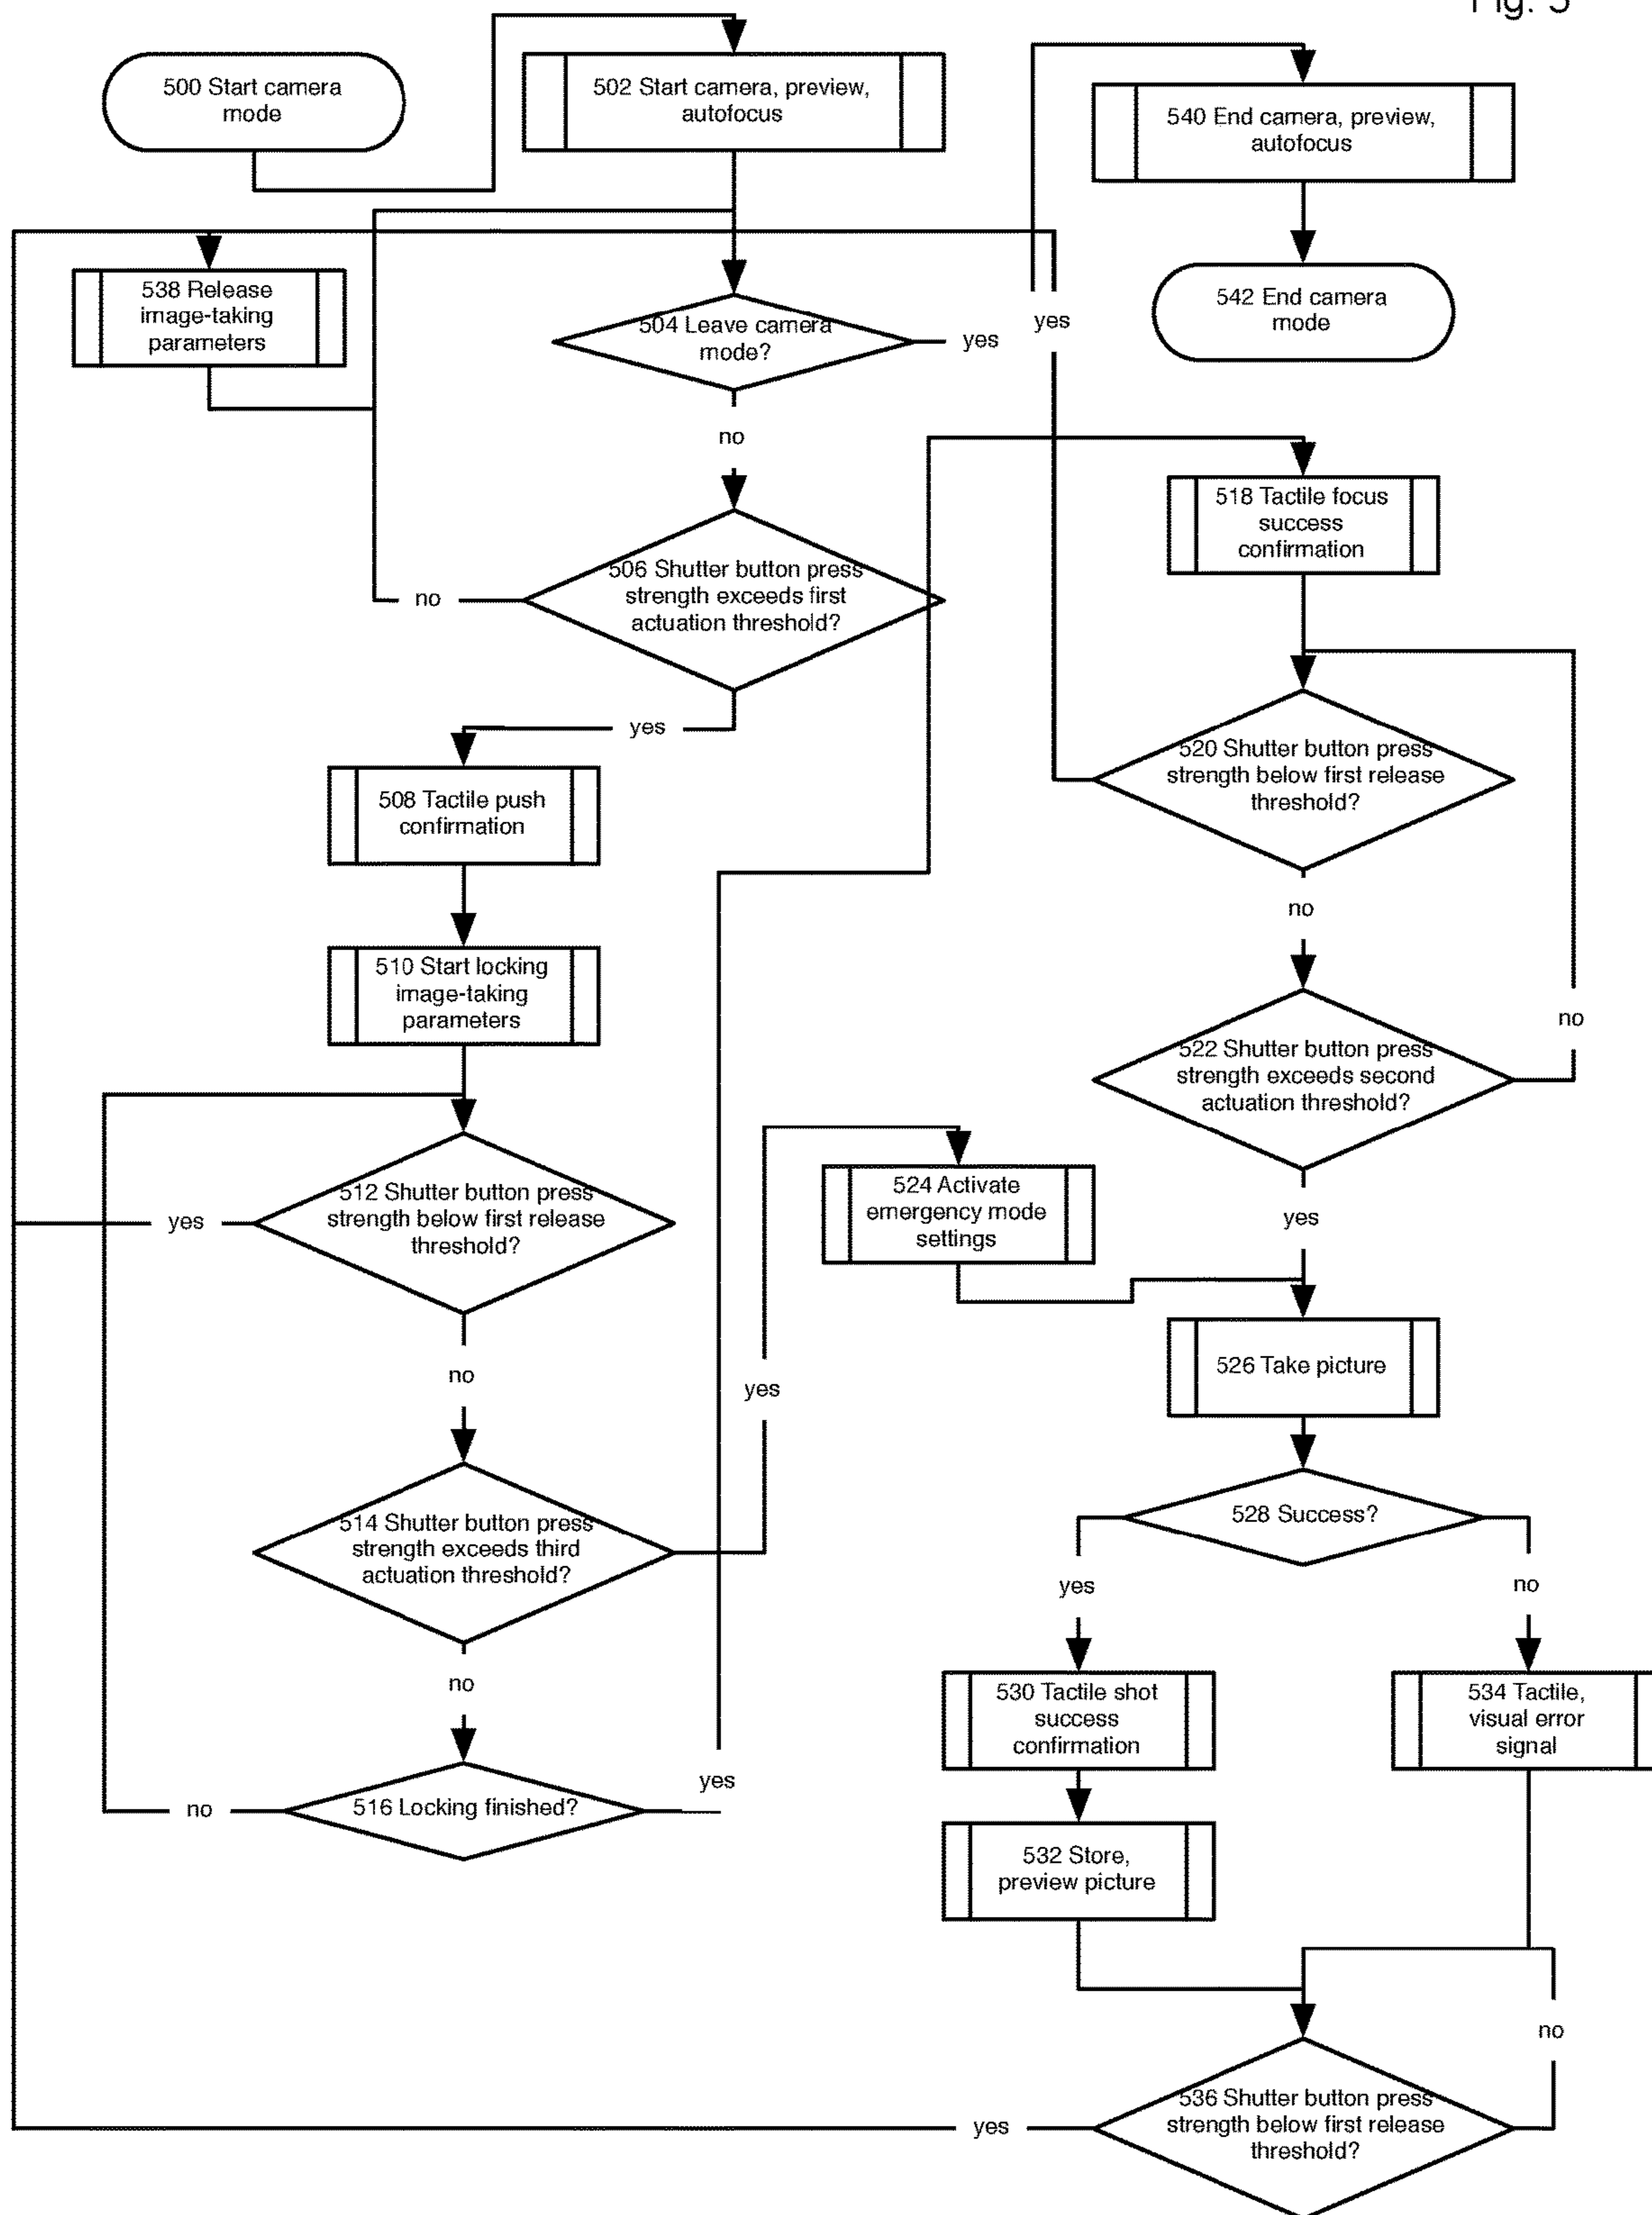 Fig. 5
500 Start camera
mode
502 Start camera, preview,
autofocus
540 End camera, preview,
autofocus
538 Release
image-taking
parameters
542 End camera
mode
504 Leave camera
mode?
yes
yes
no
518 Tactile focus
success
confirmation
506 Shutter button press
strength exceeds first
actuation threshold?
no
yes
520 Shutter button press
strength below first release
threshold?
508 Tactile push
confirmation
no
510 Start locking
image-taking
parameters
no
522 Shutter button press
strength exceeds second
actuation threshold?
512 Shutter button press
strength below first release
threshold?
yes
524 Activate
emergency mode
settings
yes
no
yes
526 Take picture
514 Shutter button press
strength exceeds third
actuation threshold?
528 Success?
yes
no
no
530 Tactile shot
success
confirmation
534 Tactile,
visual error
signal
yes
516 Locking finished?
no
532 Store,
preview picture
no
536 Shutter button press
strength below first release
threshold?
yes